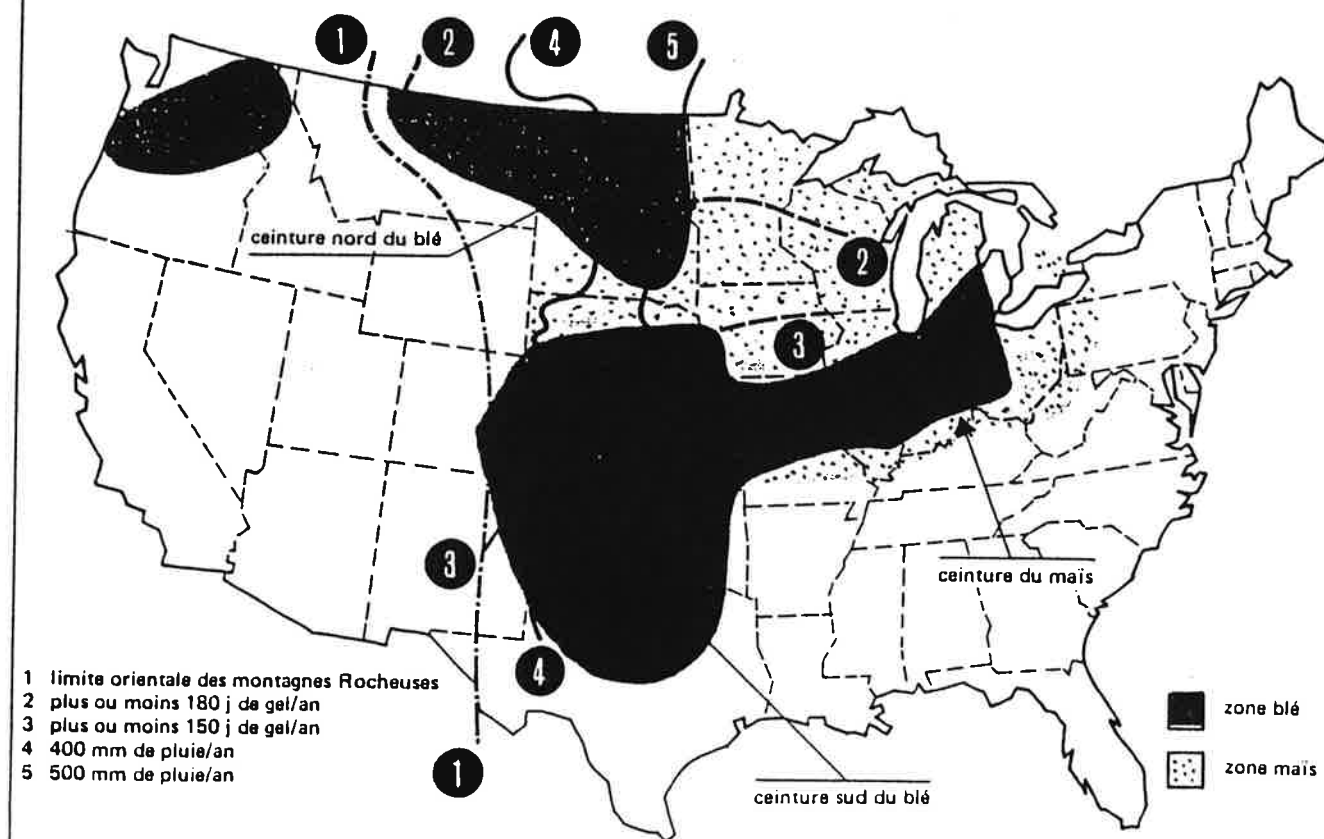 1
2
4
5
ceinture nord du blé
2
3
3
ceinture du maïs
4
1 limite orientale des montagnes Rocheuses
2 plus ou moins 180 j de gel/an
3 plus ou moins 150 j de gel/an
4 400 mm de pluie/an
5 500 mm de pluie/an
1
ceinture sud du blé
zone blé
zone maïs